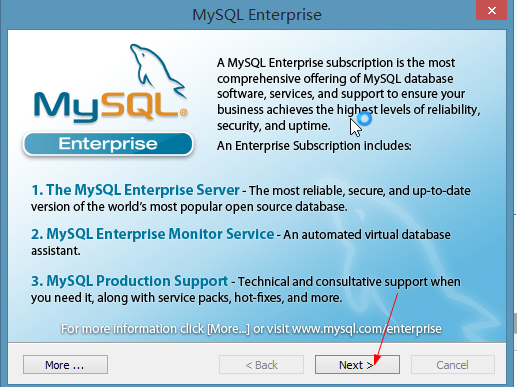 MySQL Enterprise
MySQL®
Enterprise
A MySQL Enterprise subscription is the most
comprehensive offering of MySQL database
software, services, and support to ensure your
business achieves the highest levels of reliability,
security, and uptime.
An Enterprise Subscription includes:
1. The MySQL Enterprise Server - The most reliable, secure, and up-to-date
version of the world's most popular open source database.
2. MySQL Enterprise Monitor Service - An automated virtual database
assistant.
3. MySQL Production Support - Technical and consultative support when
you need it, along with service packs, hot-fixes, and more.
For more information click [More...] or visit www.mysql.com/enterprise
More ...
< Back
Next >
Cancel